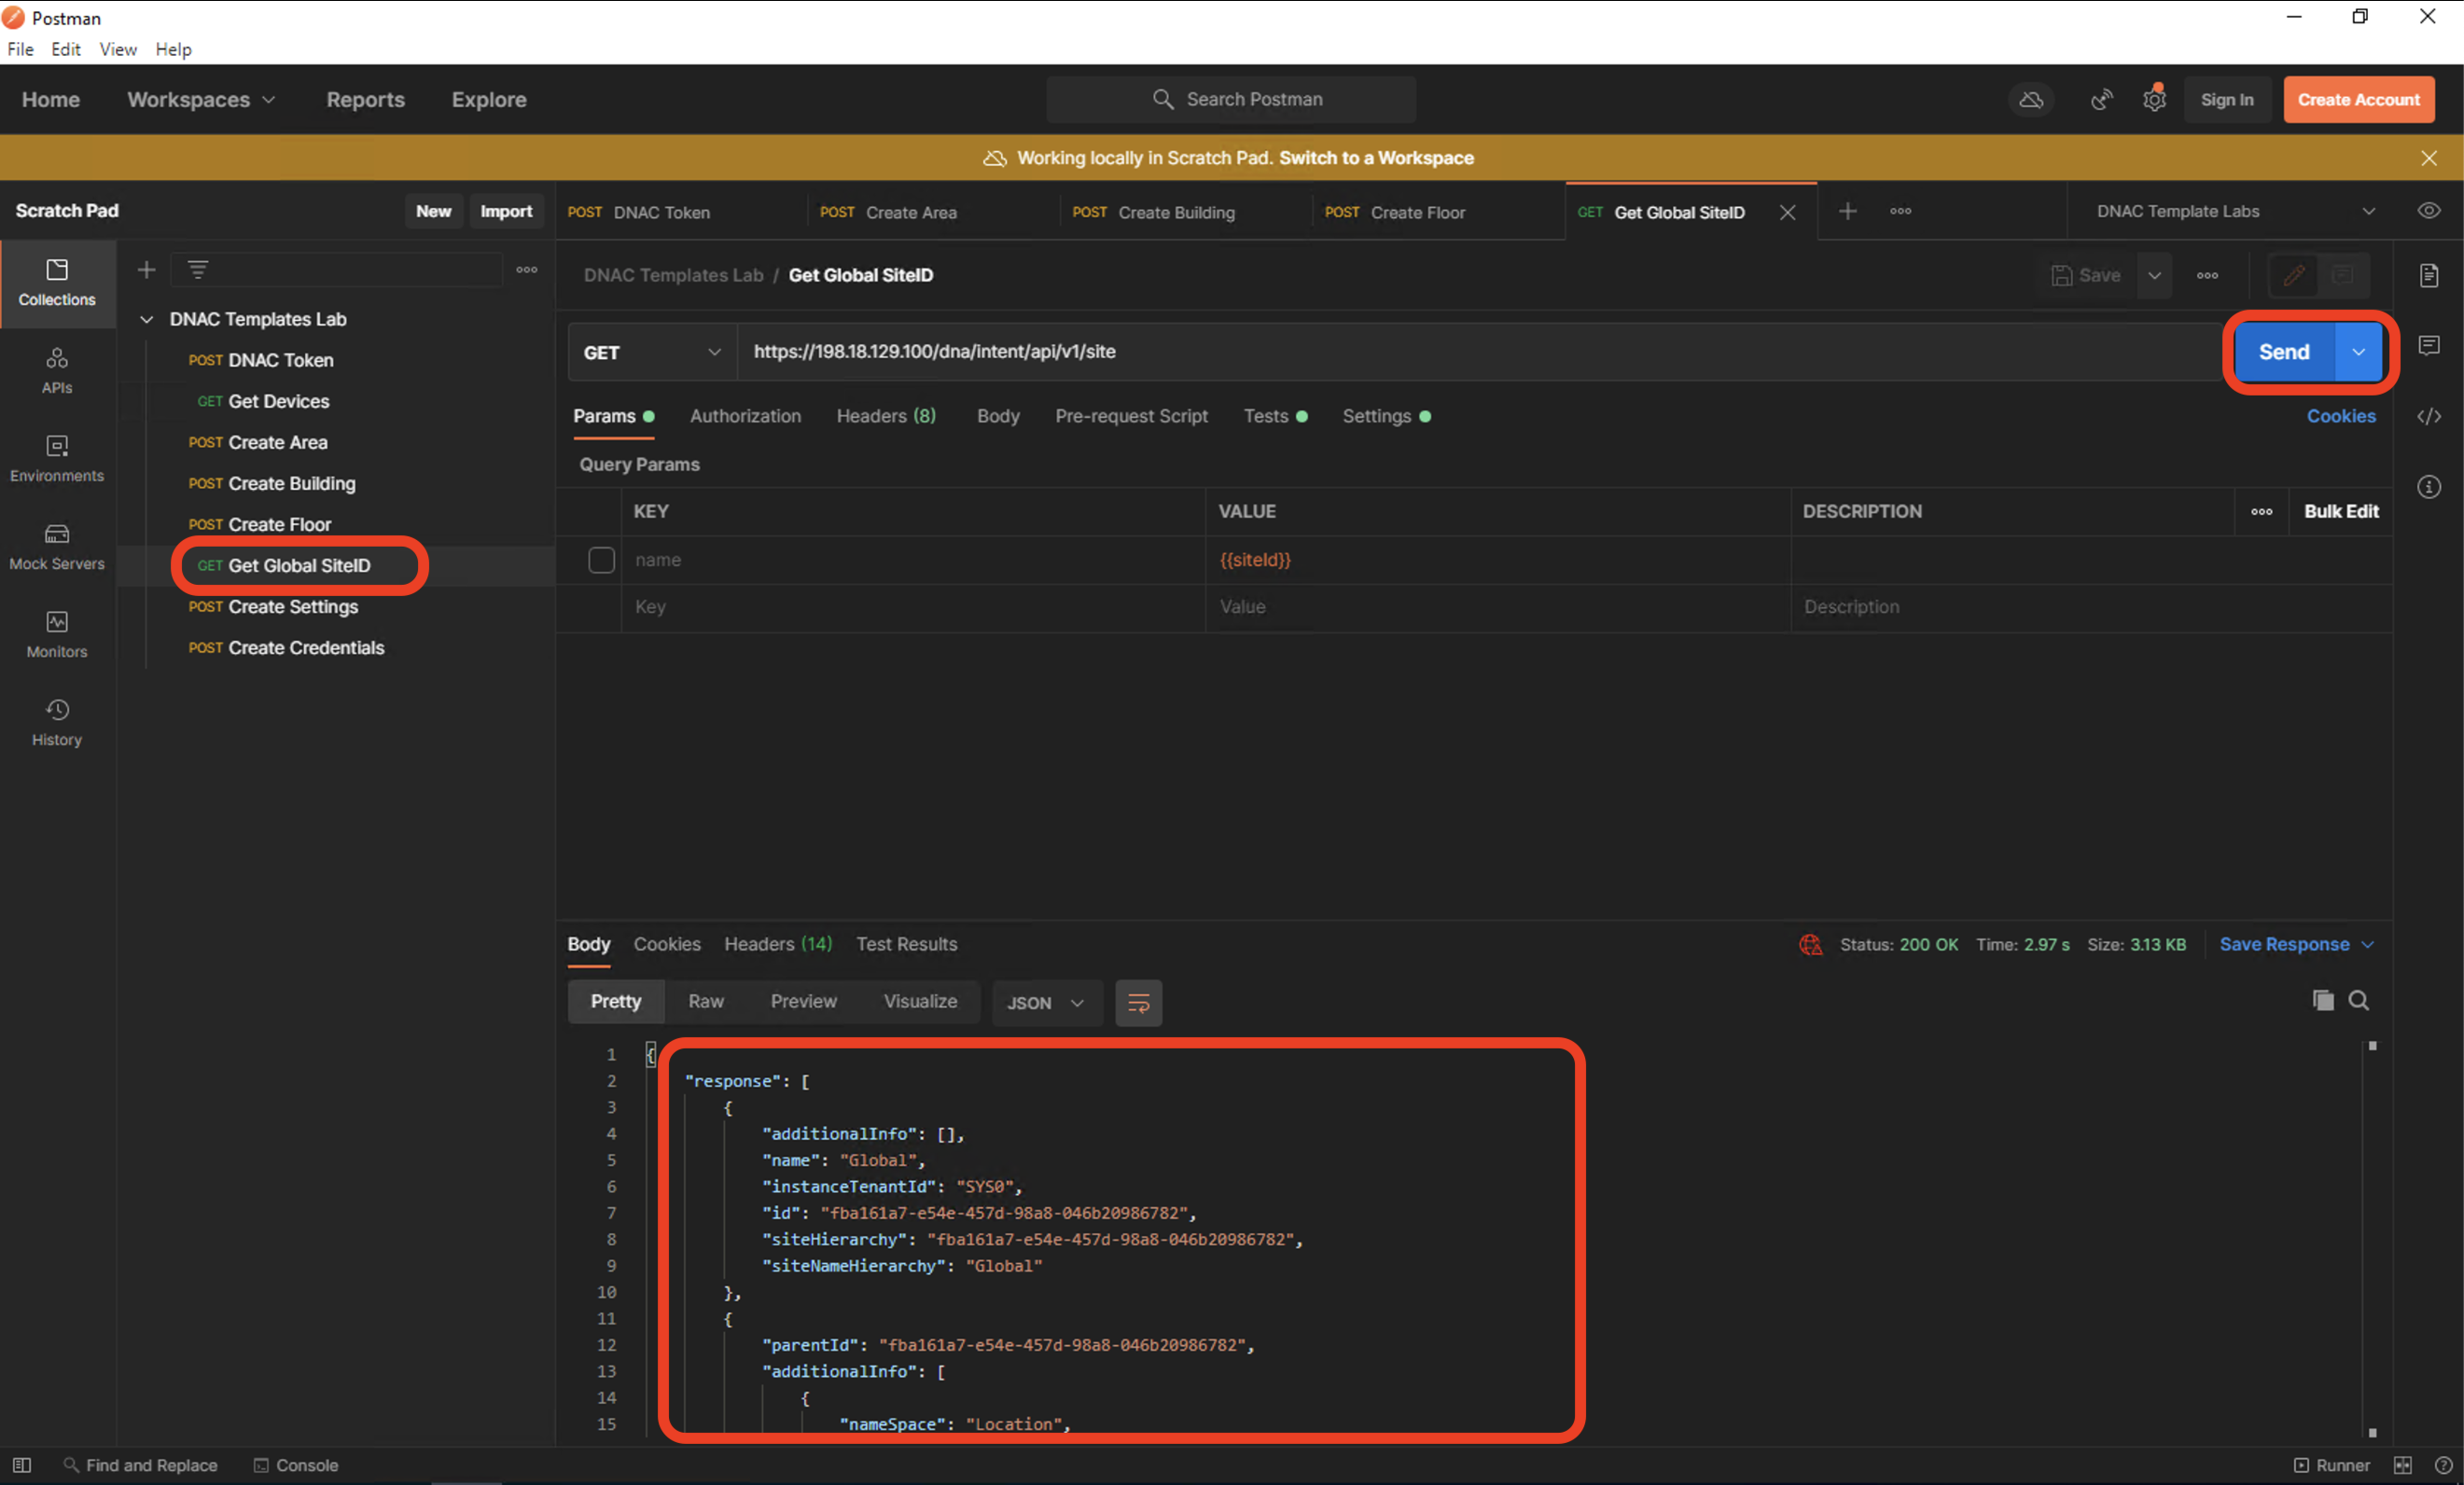 Postman
File Edit View Help
Home Workspaces Reports Explore Search Postman Sign In Create Account
Working locally in Scratch Pad. Switch to a Workspace
Scratch Pad New Import POST DNAC Token POST Create Area POST Create Building POST Create Floor GET Get Global SiteID DNAC Template Labs
Collections
APIs
Environments
Mock Servers
Monitors
History
DNAC Templates Lab
POST DNAC Token
GET Get Devices
POST Create Area
POST Create Building
POST Create Floor
GET Get Global SiteID
POST Create Settings
POST Create Credentials
DNAC Templates Lab / Get Global SiteID Save
GET https://198.18.129.100/dna/intent/api/v1/site Send
Params Authorization Headers (8) Body Pre-request Script Tests Settings Cookies
Query Params
KEY VALUE DESCRIPTION Bulk Edit
name {{siteId}}
Key Value Description
Body Cookies Headers (14) Test Results Status: 200 OK Time: 2.97 s Size: 3.13 KB Save Response
Pretty Raw Preview Visualize JSON
1 {
2 "response": [
3 {
4 "additionalInfo": [],
5 "name": "Global",
6 "instanceTenantId": "SYS0",
7 "id": "fba161a7-e54e-457d-98a8-046b20986782",
8 "siteHierarchy": "fba161a7-e54e-457d-98a8-046b20986782",
9 "siteNameHierarchy": "Global"
10 },
11 {
12 "parentId": "fba161a7-e54e-457d-98a8-046b20986782",
13 "additionalInfo": [
14 {
15 "nameSpace": "Location",
Find and Replace Console Runner